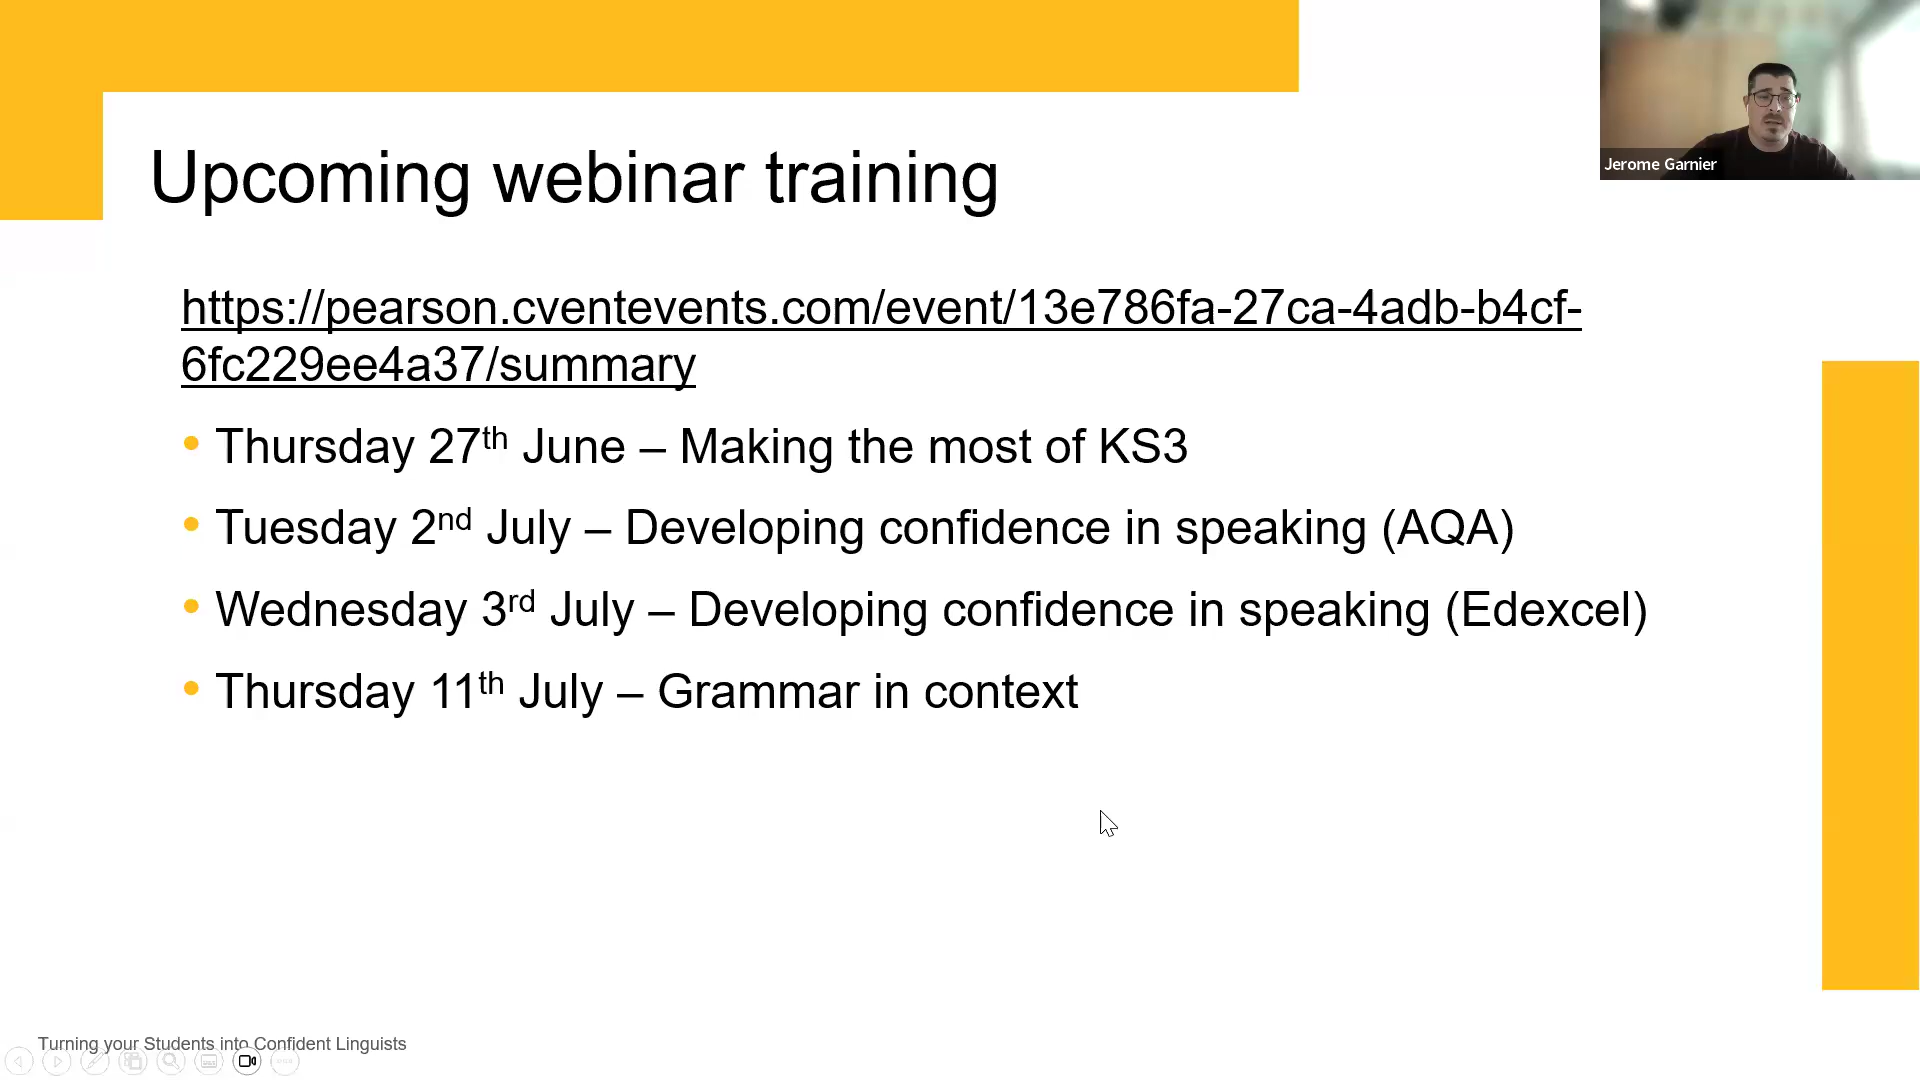 Jerome Garnier
Upcoming webinar training
https://pearson.cventevents.com/event/13e786fa-27ca-4adb-b4cf-
6fc229ee4a37/summary
• Thursday 27th June – Making the most of KS3
• Tuesday 2nd July – Developing confidence in speaking (AQA)
• Wednesday 3rd July – Developing confidence in speaking (Edexcel)
• Thursday 11th July – Grammar in context
Turning your Students into Confident Linguists